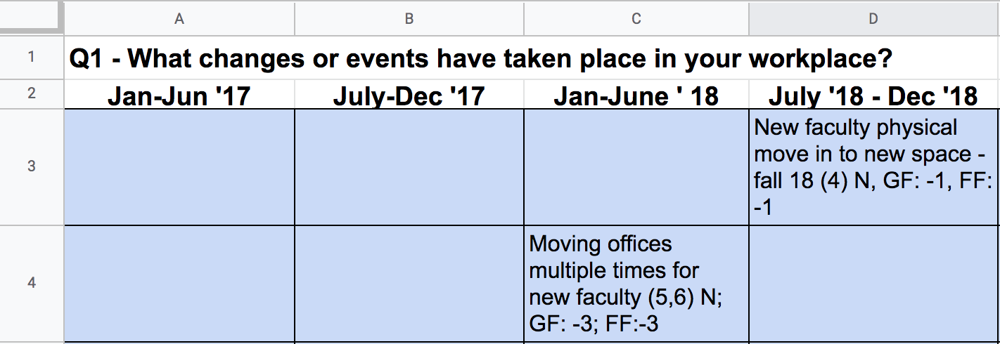 A B C D
1 Q1 - What changes or events have taken place in your workplace?
2 Jan-Jun '17 July-Dec '17 Jan-June ' 18 July '18 - Dec '18
3
New faculty physical
move in to new space -
fall 18 (4) N, GF: -1, FF:
-1
4
Moving offices
multiple times for
new faculty (5,6) N;
GF: -3; FF:-3